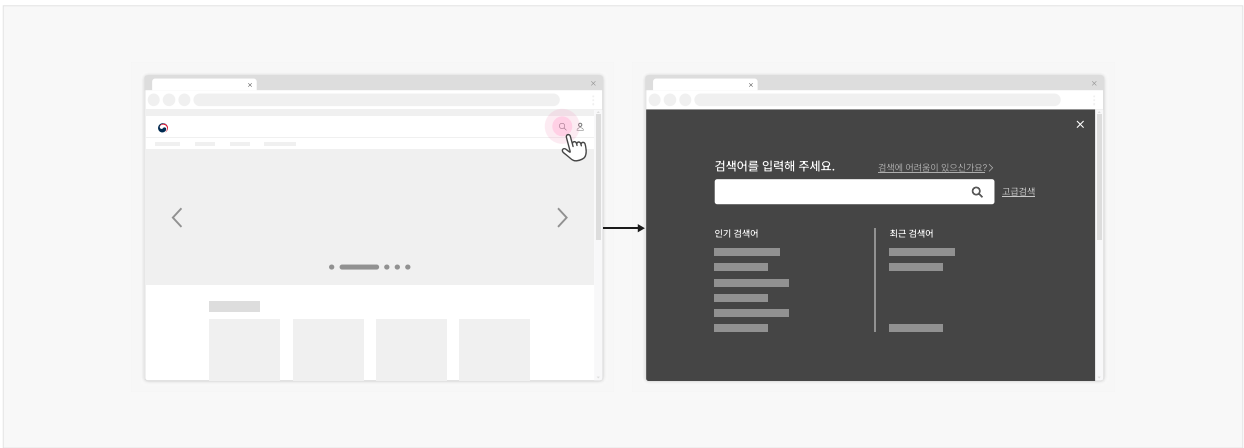 검색어를 입력해 주세요.
검색에 어려움이 있으신가요?
고급검색
인기 검색어
최근 검색어